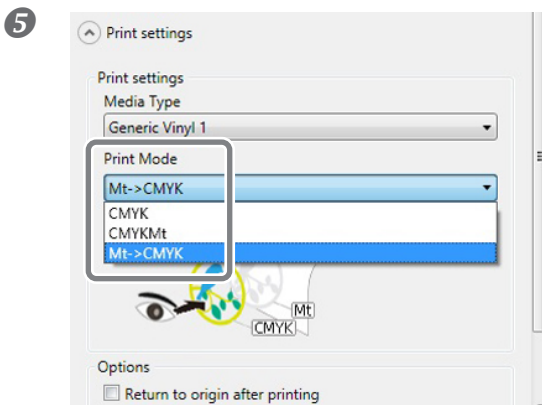 5
Print settings
Print settings
Media Type
Generic Vinyl 1
Print Mode
Mt->CMYK
CMYK
CMYKMt
Mt->CMYK
Mt
CMYK
Options
Return to origin after printing